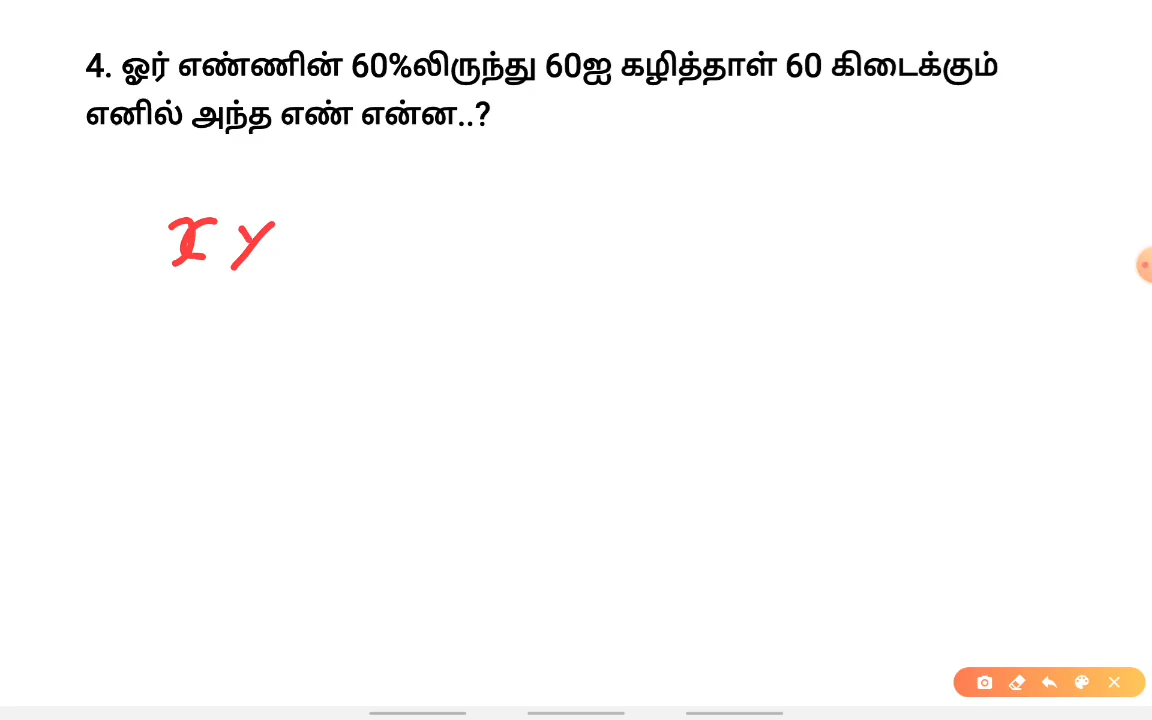 4. ஓர் எண்ணின் 60%லிருந்து 60ஐ கழித்தாள் 60 கிடைக்கும்
எனில் அந்த எண் என்ன..?
x y